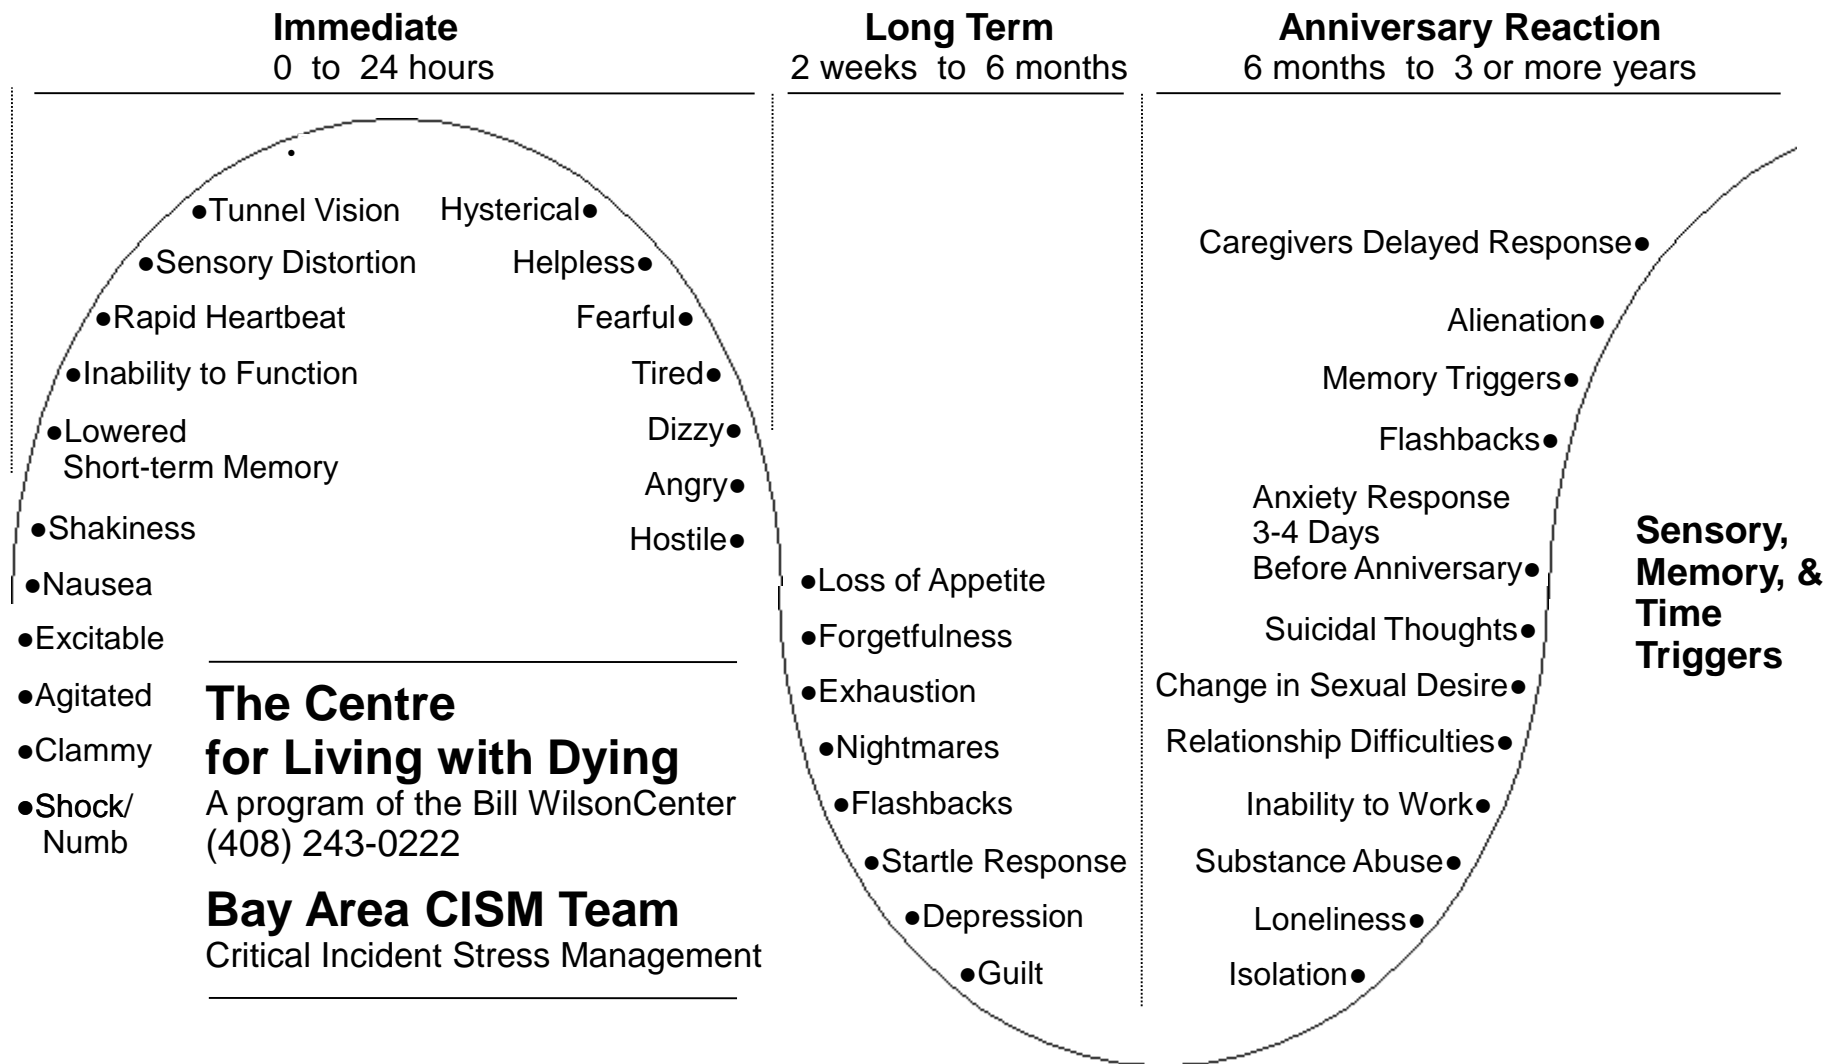 Immediate
0 to 24 hours
Long Term
2 weeks to 6 months
Anniversary Reaction
6 months to 3 or more years
●Tunnel Vision
●Sensory Distortion
●Rapid Heartbeat
●Inability to Function
●Lowered
Short-term Memory
●Shakiness
●Nausea
●Excitable
●Agitated
●Clammy
●Shock/
Numb
Hysterical●
Helpless●
Fearful●
Tired●
Dizzy●
Angry●
Hostile●
The Centre
for Living with Dying
A program of the Bill WilsonCenter
(408) 243-0222
Bay Area CISM Team
Critical Incident Stress Management
●Loss of Appetite
●Forgetfulness
●Exhaustion
●Nightmares
●Flashbacks
●Startle Response
●Depression
●Guilt
Caregivers Delayed Response●
Alienation●
Memory Triggers●
Flashbacks●
Anxiety Response
3-4 Days
Before Anniversary●
Suicidal Thoughts●
Change in Sexual Desire●
Relationship Difficulties●
Inability to Work●
Substance Abuse●
Loneliness●
Isolation●
Sensory,
Memory, &
Time
Triggers